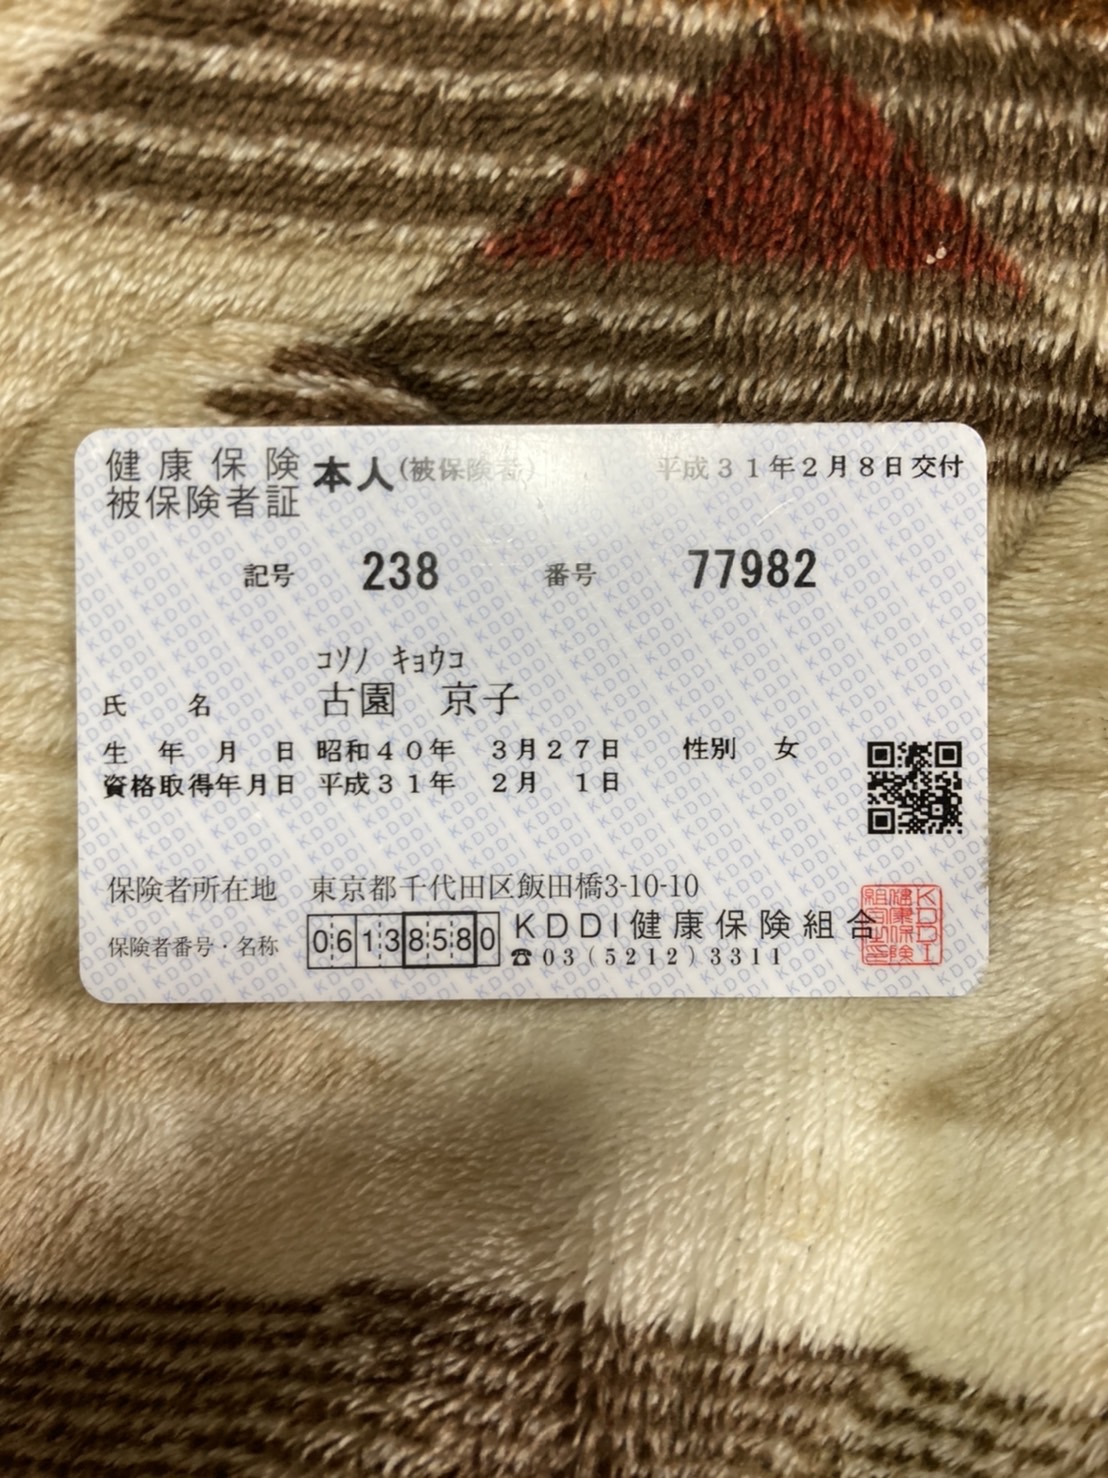 健康保険
被保険者証
本人(被保険者) 平成31年2月8日交付
記号 238 番号 77982
コソノ キョウコ
氏名 古園 京子
生年月日 昭和40年 3月27日 性別 女
資格取得年月日 平成31年 2月 1日
保険者所在地 東京都千代田区飯田橋3-10-10
保険者番号・名称 06138580 KDDI健康保険組合
☎03(5212)3311